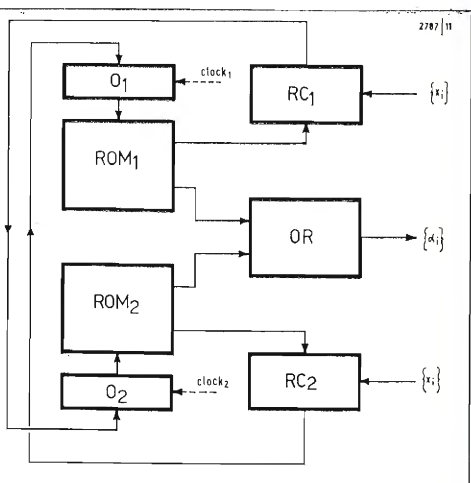 2787|11
O₁
clock₁
RC₁
{xᵢ}
ROM₁
OR
{αᵢ}
ROM₂
O₂
clock₂
RC₂
{xᵢ}